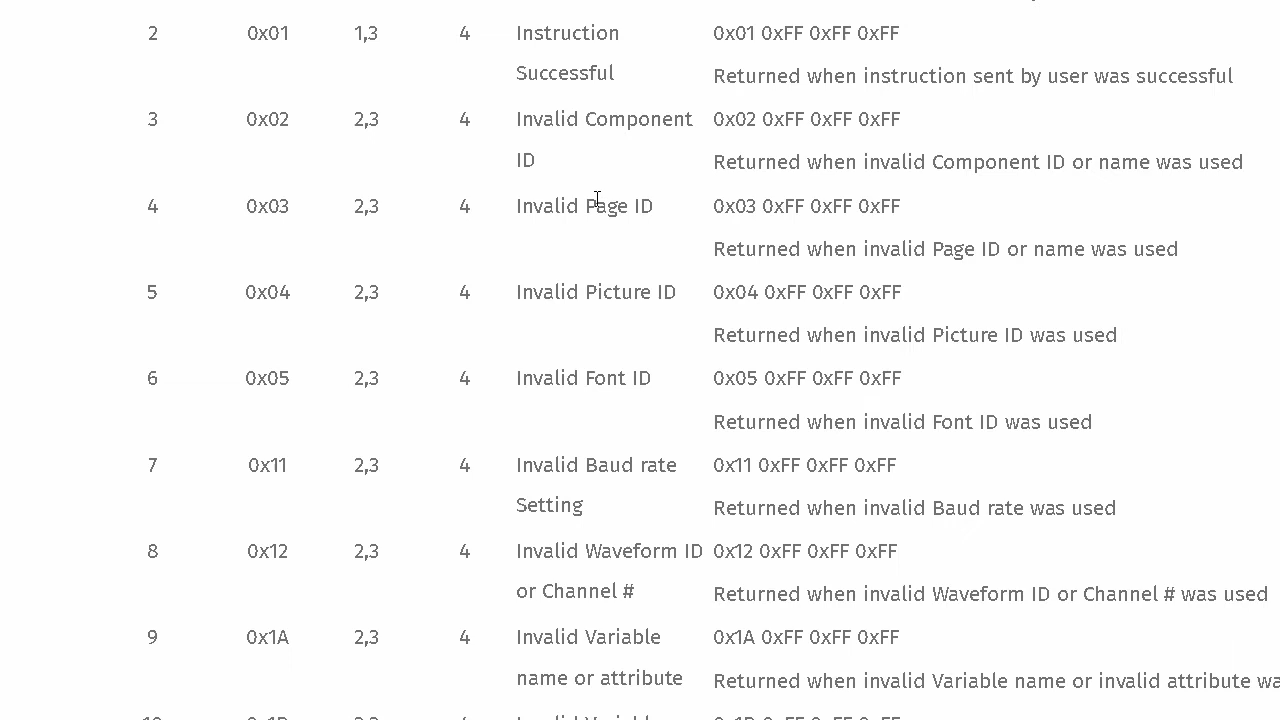 2 0x01 1,3 4 Instruction 0x01 0xFF 0xFF 0xFF
Successful Returned when instruction sent by user was successful
3 0x02 2,3 4 Invalid Component 0x02 0xFF 0xFF 0xFF
ID Returned when invalid Component ID or name was used
4 0x03 2,3 4 Invalid Page ID 0x03 0xFF 0xFF 0xFF
Returned when invalid Page ID or name was used
5 0x04 2,3 4 Invalid Picture ID 0x04 0xFF 0xFF 0xFF
Returned when invalid Picture ID was used
6 0x05 2,3 4 Invalid Font ID 0x05 0xFF 0xFF 0xFF
Returned when invalid Font ID was used
7 0x11 2,3 4 Invalid Baud rate 0x11 0xFF 0xFF 0xFF
Setting Returned when invalid Baud rate was used
8 0x12 2,3 4 Invalid Waveform ID 0x12 0xFF 0xFF 0xFF
or Channel # Returned when invalid Waveform ID or Channel # was used
9 0x1A 2,3 4 Invalid Variable 0x1A 0xFF 0xFF 0xFF
name or attribute Returned when invalid Variable name or invalid attribute